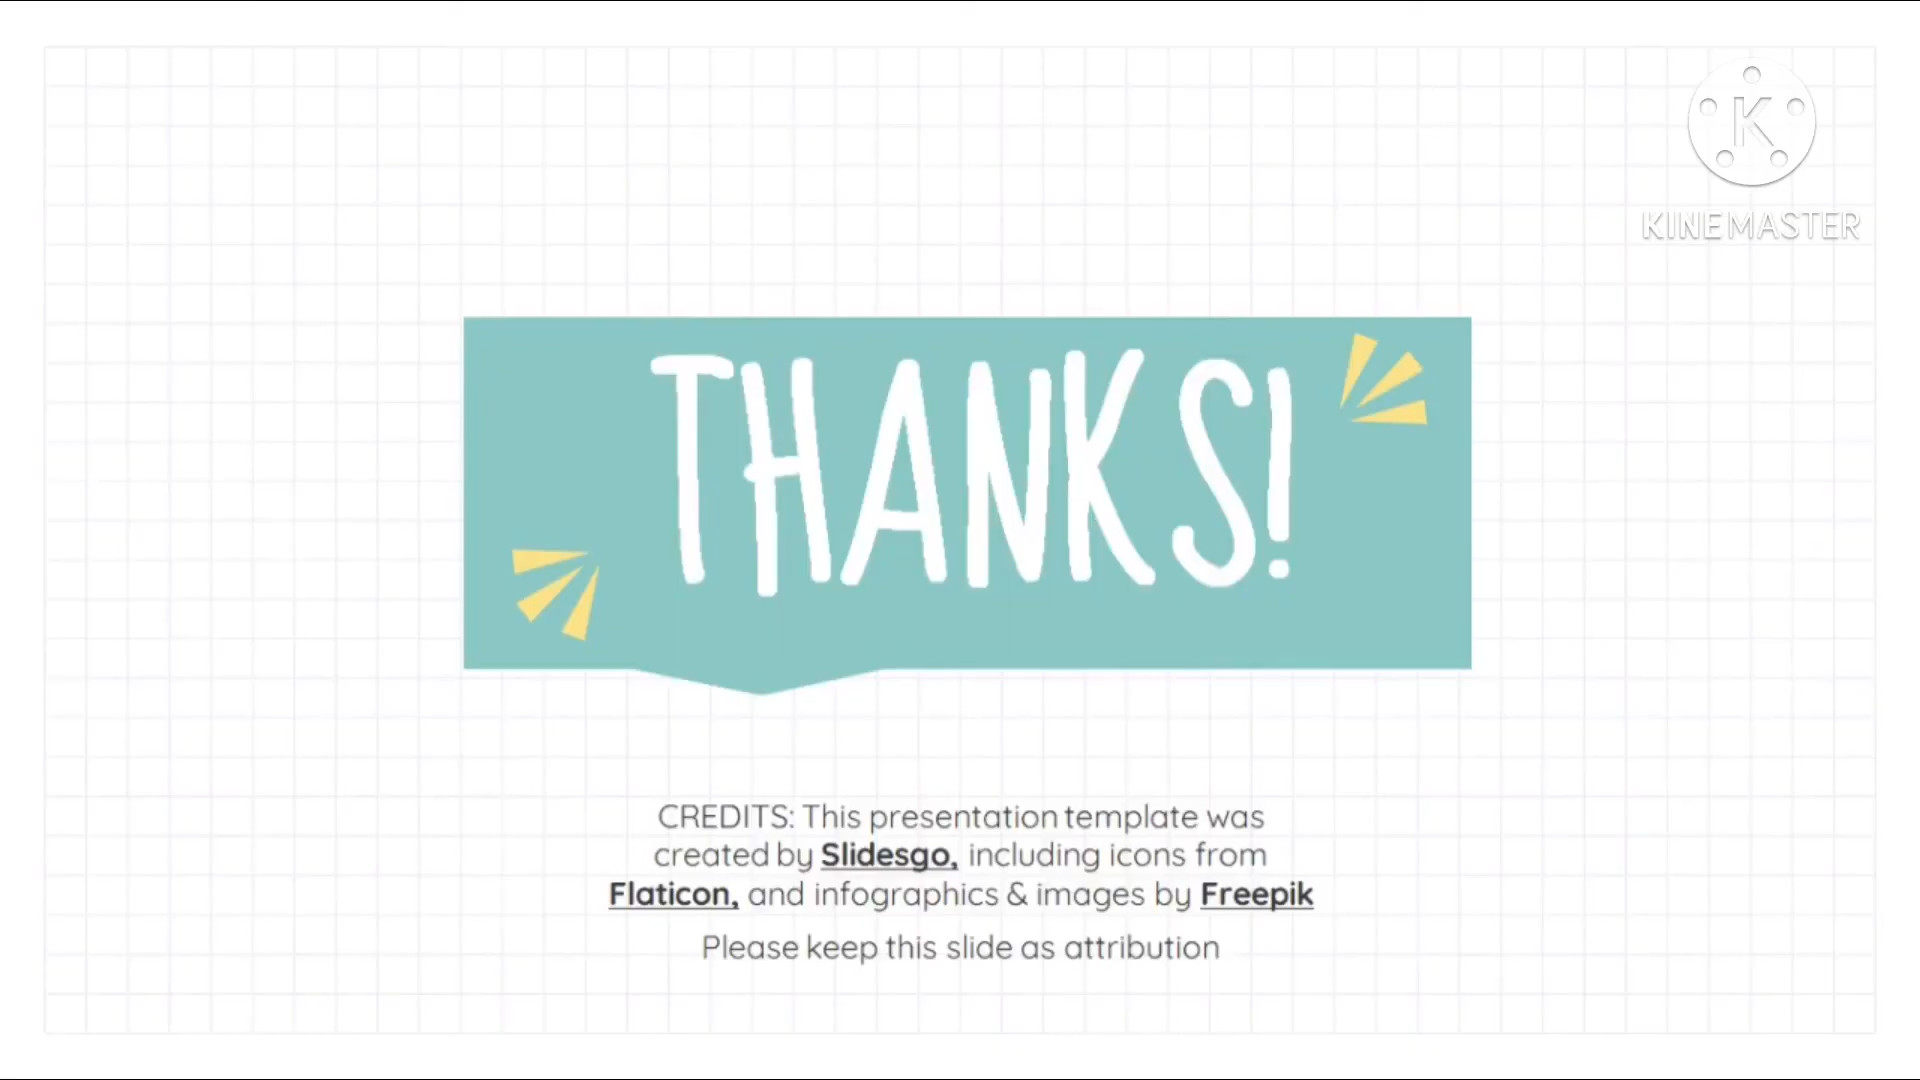 K
KINEMASTER
THANKS!
CREDITS: This presentation template was
created by Slidesgo, including icons from
Flaticon, and infographics & images by Freepik
Please keep this slide as attribution